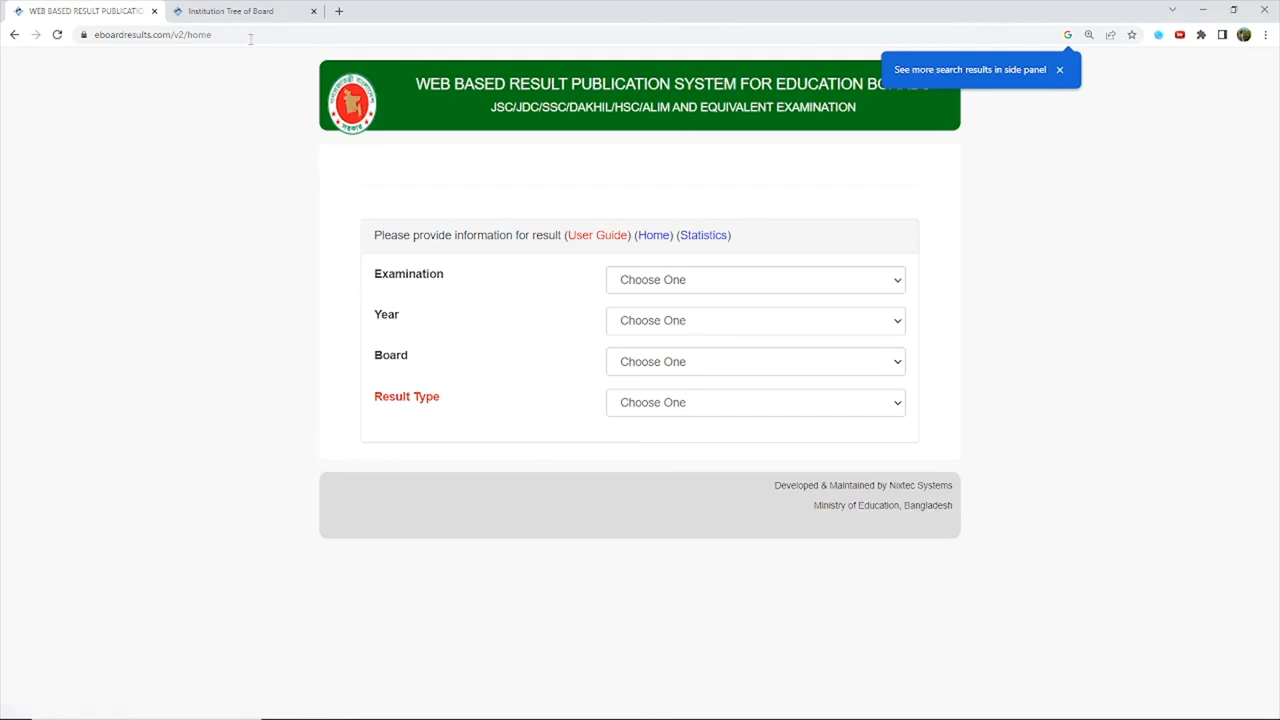 WEB BASED RESULT PUBLICATIO
Institution Tree of Board
eboardresults.com/v2/home
See more search results in side panel
WEB BASED RESULT PUBLICATION SYSTEM FOR EDUCATION
JSC/JDC/SSC/DAKHIL/HSC/ALIM AND EQUIVALENT EXAMINATION
Please provide information for result (User Guide) (Home) (Statistics)
Examination
Choose One
Year
Choose One
Board
Choose One
Result Type
Choose One
Developed & Maintained by Nixtec Systems
Ministry of Education, Bangladesh